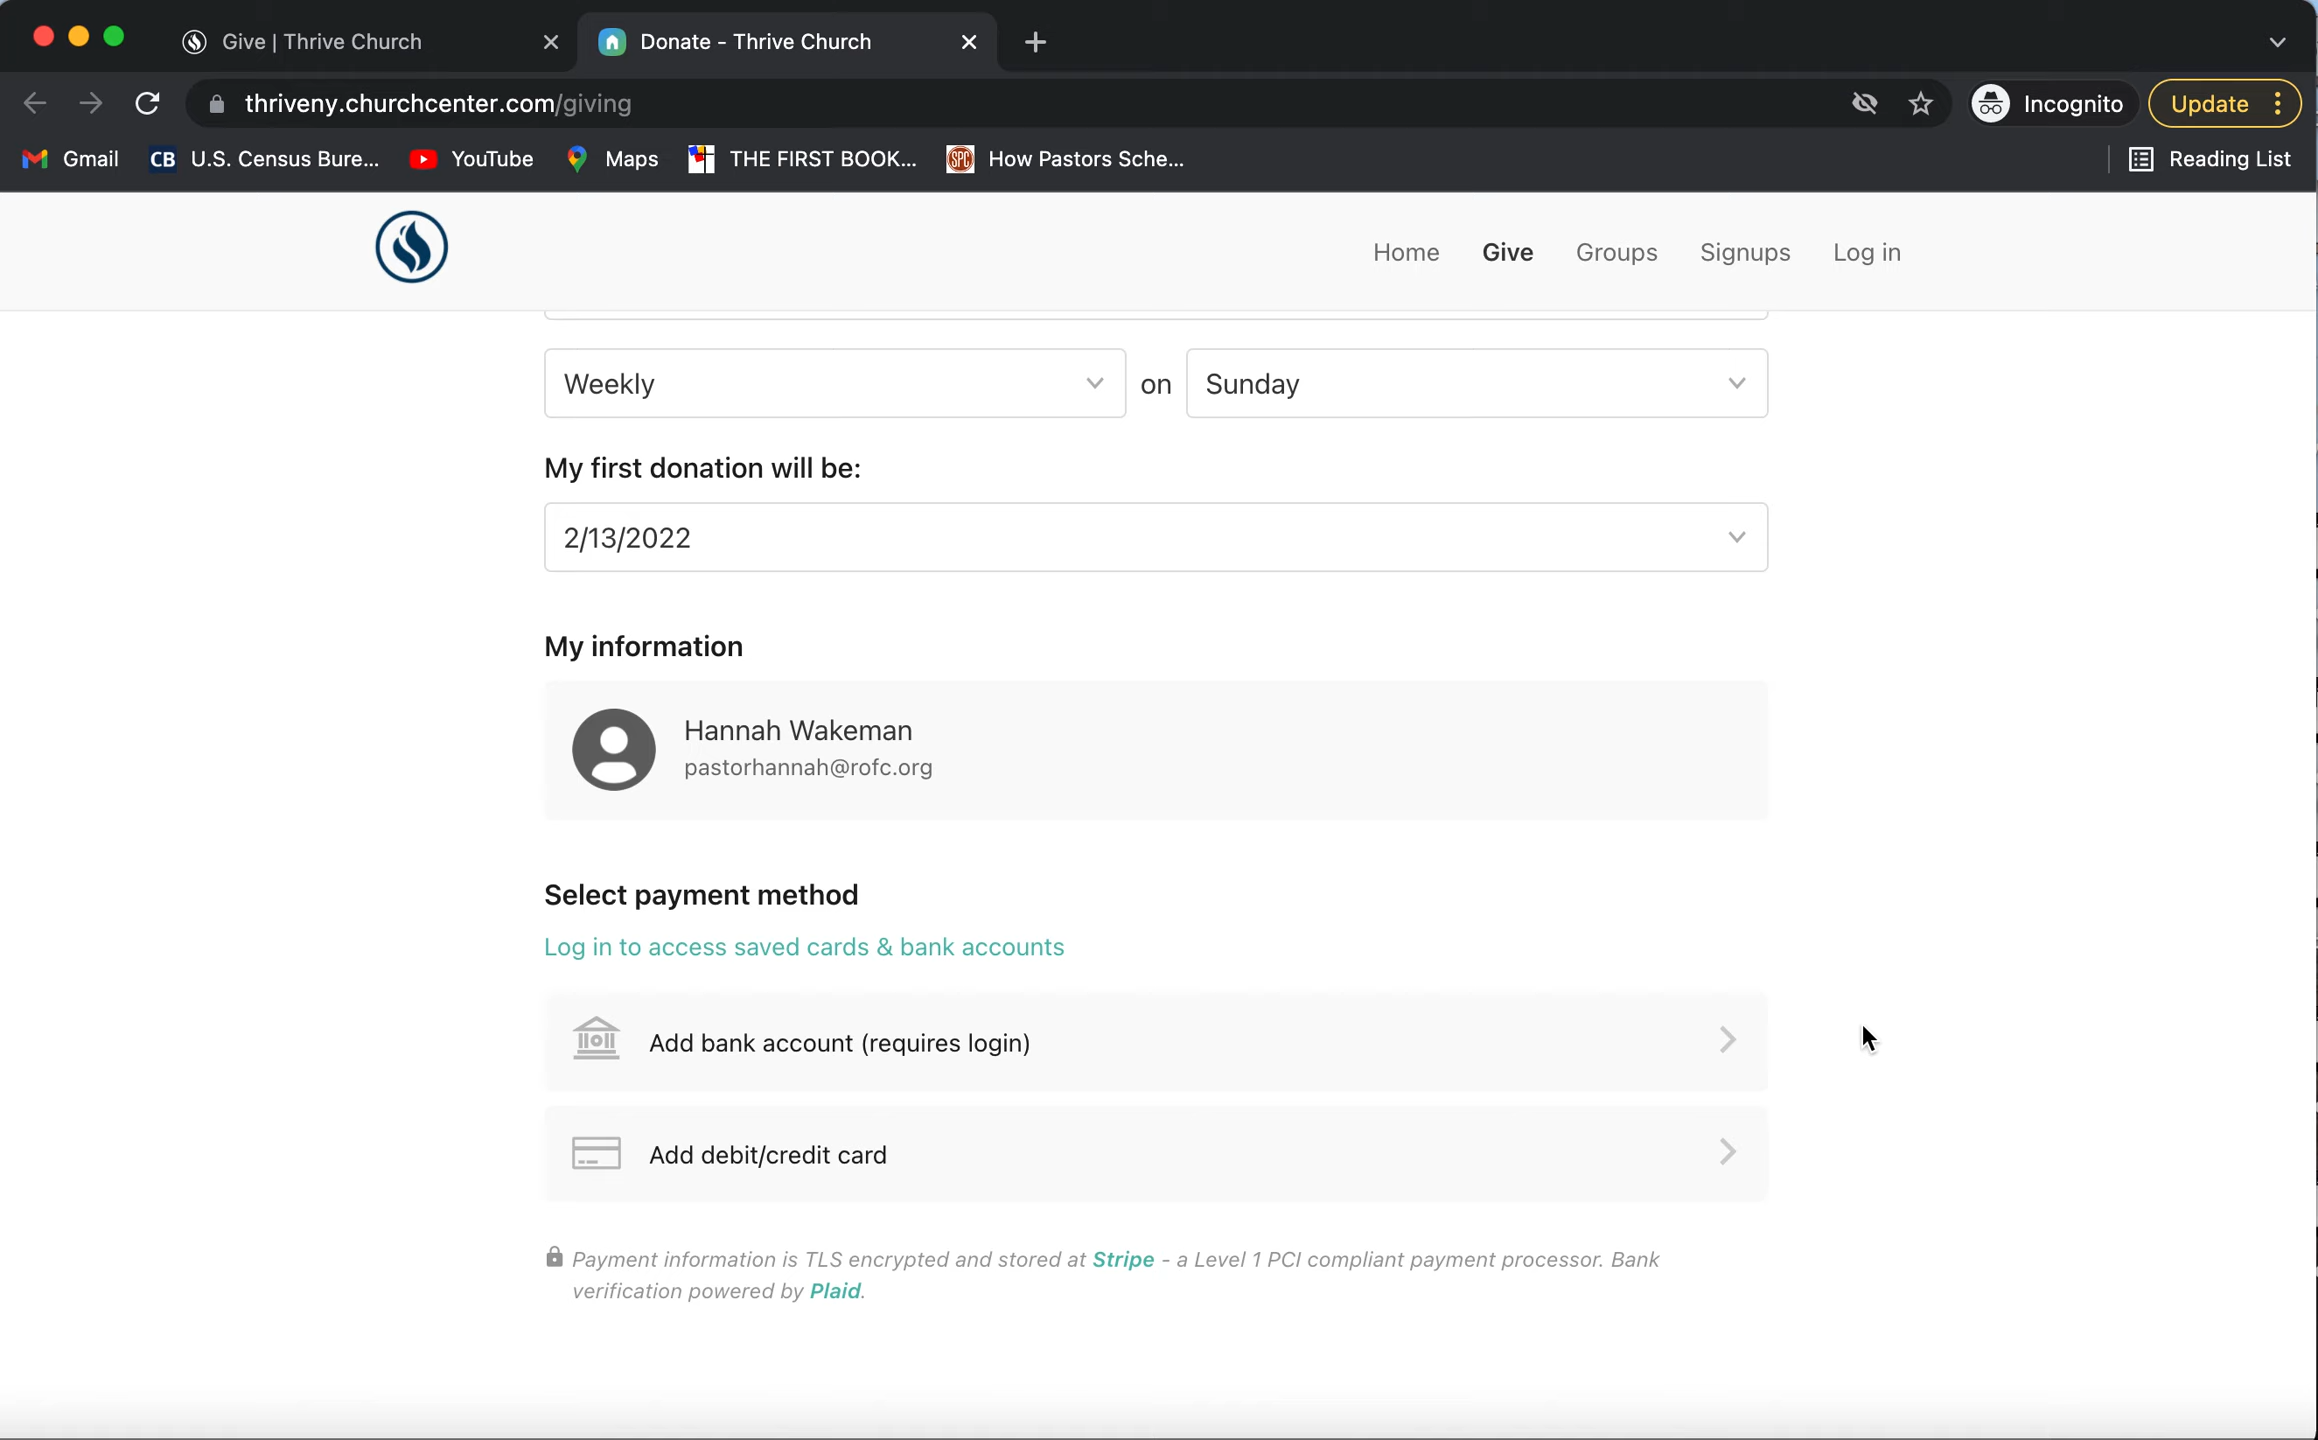 Give | Thrive Church
Donate - Thrive Church
thriveny.churchcenter.com/giving
Incognito
Update
Gmail
CB U.S. Census Bure...
YouTube
Maps
THE FIRST BOOK...
SPC How Pastors Sche...
Reading List
Home Give Groups Signups Log in
Weekly on Sunday
My first donation will be:
2/13/2022
My information
Hannah Wakeman
pastorhannah@rofc.org
Select payment method
Log in to access saved cards & bank accounts
Add bank account (requires login)
Add debit/credit card
Payment information is TLS encrypted and stored at Stripe - a Level 1 PCI compliant payment processor. Bank
verification powered by Plaid.